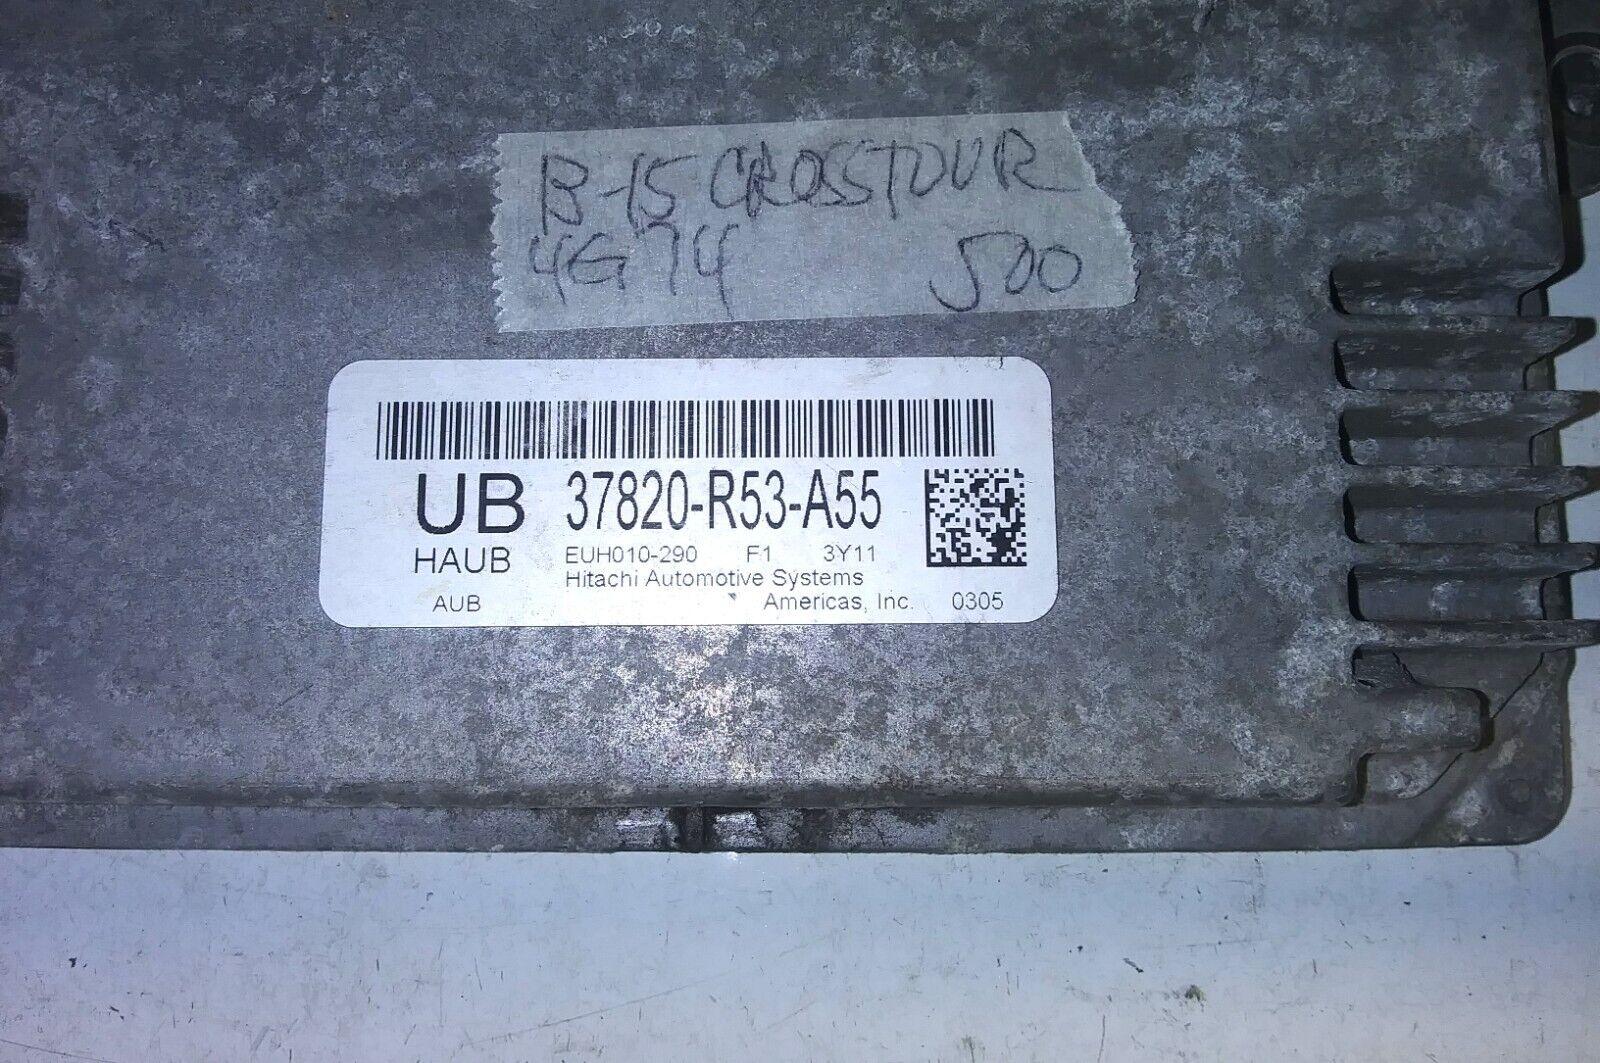 13-15 CROSSTOUR
4G74 500
UB 37820-R53-A55
HAUB EUH010-290 F1 3Y11
Hitachi Automotive Systems
AUB Americas, Inc. 0305